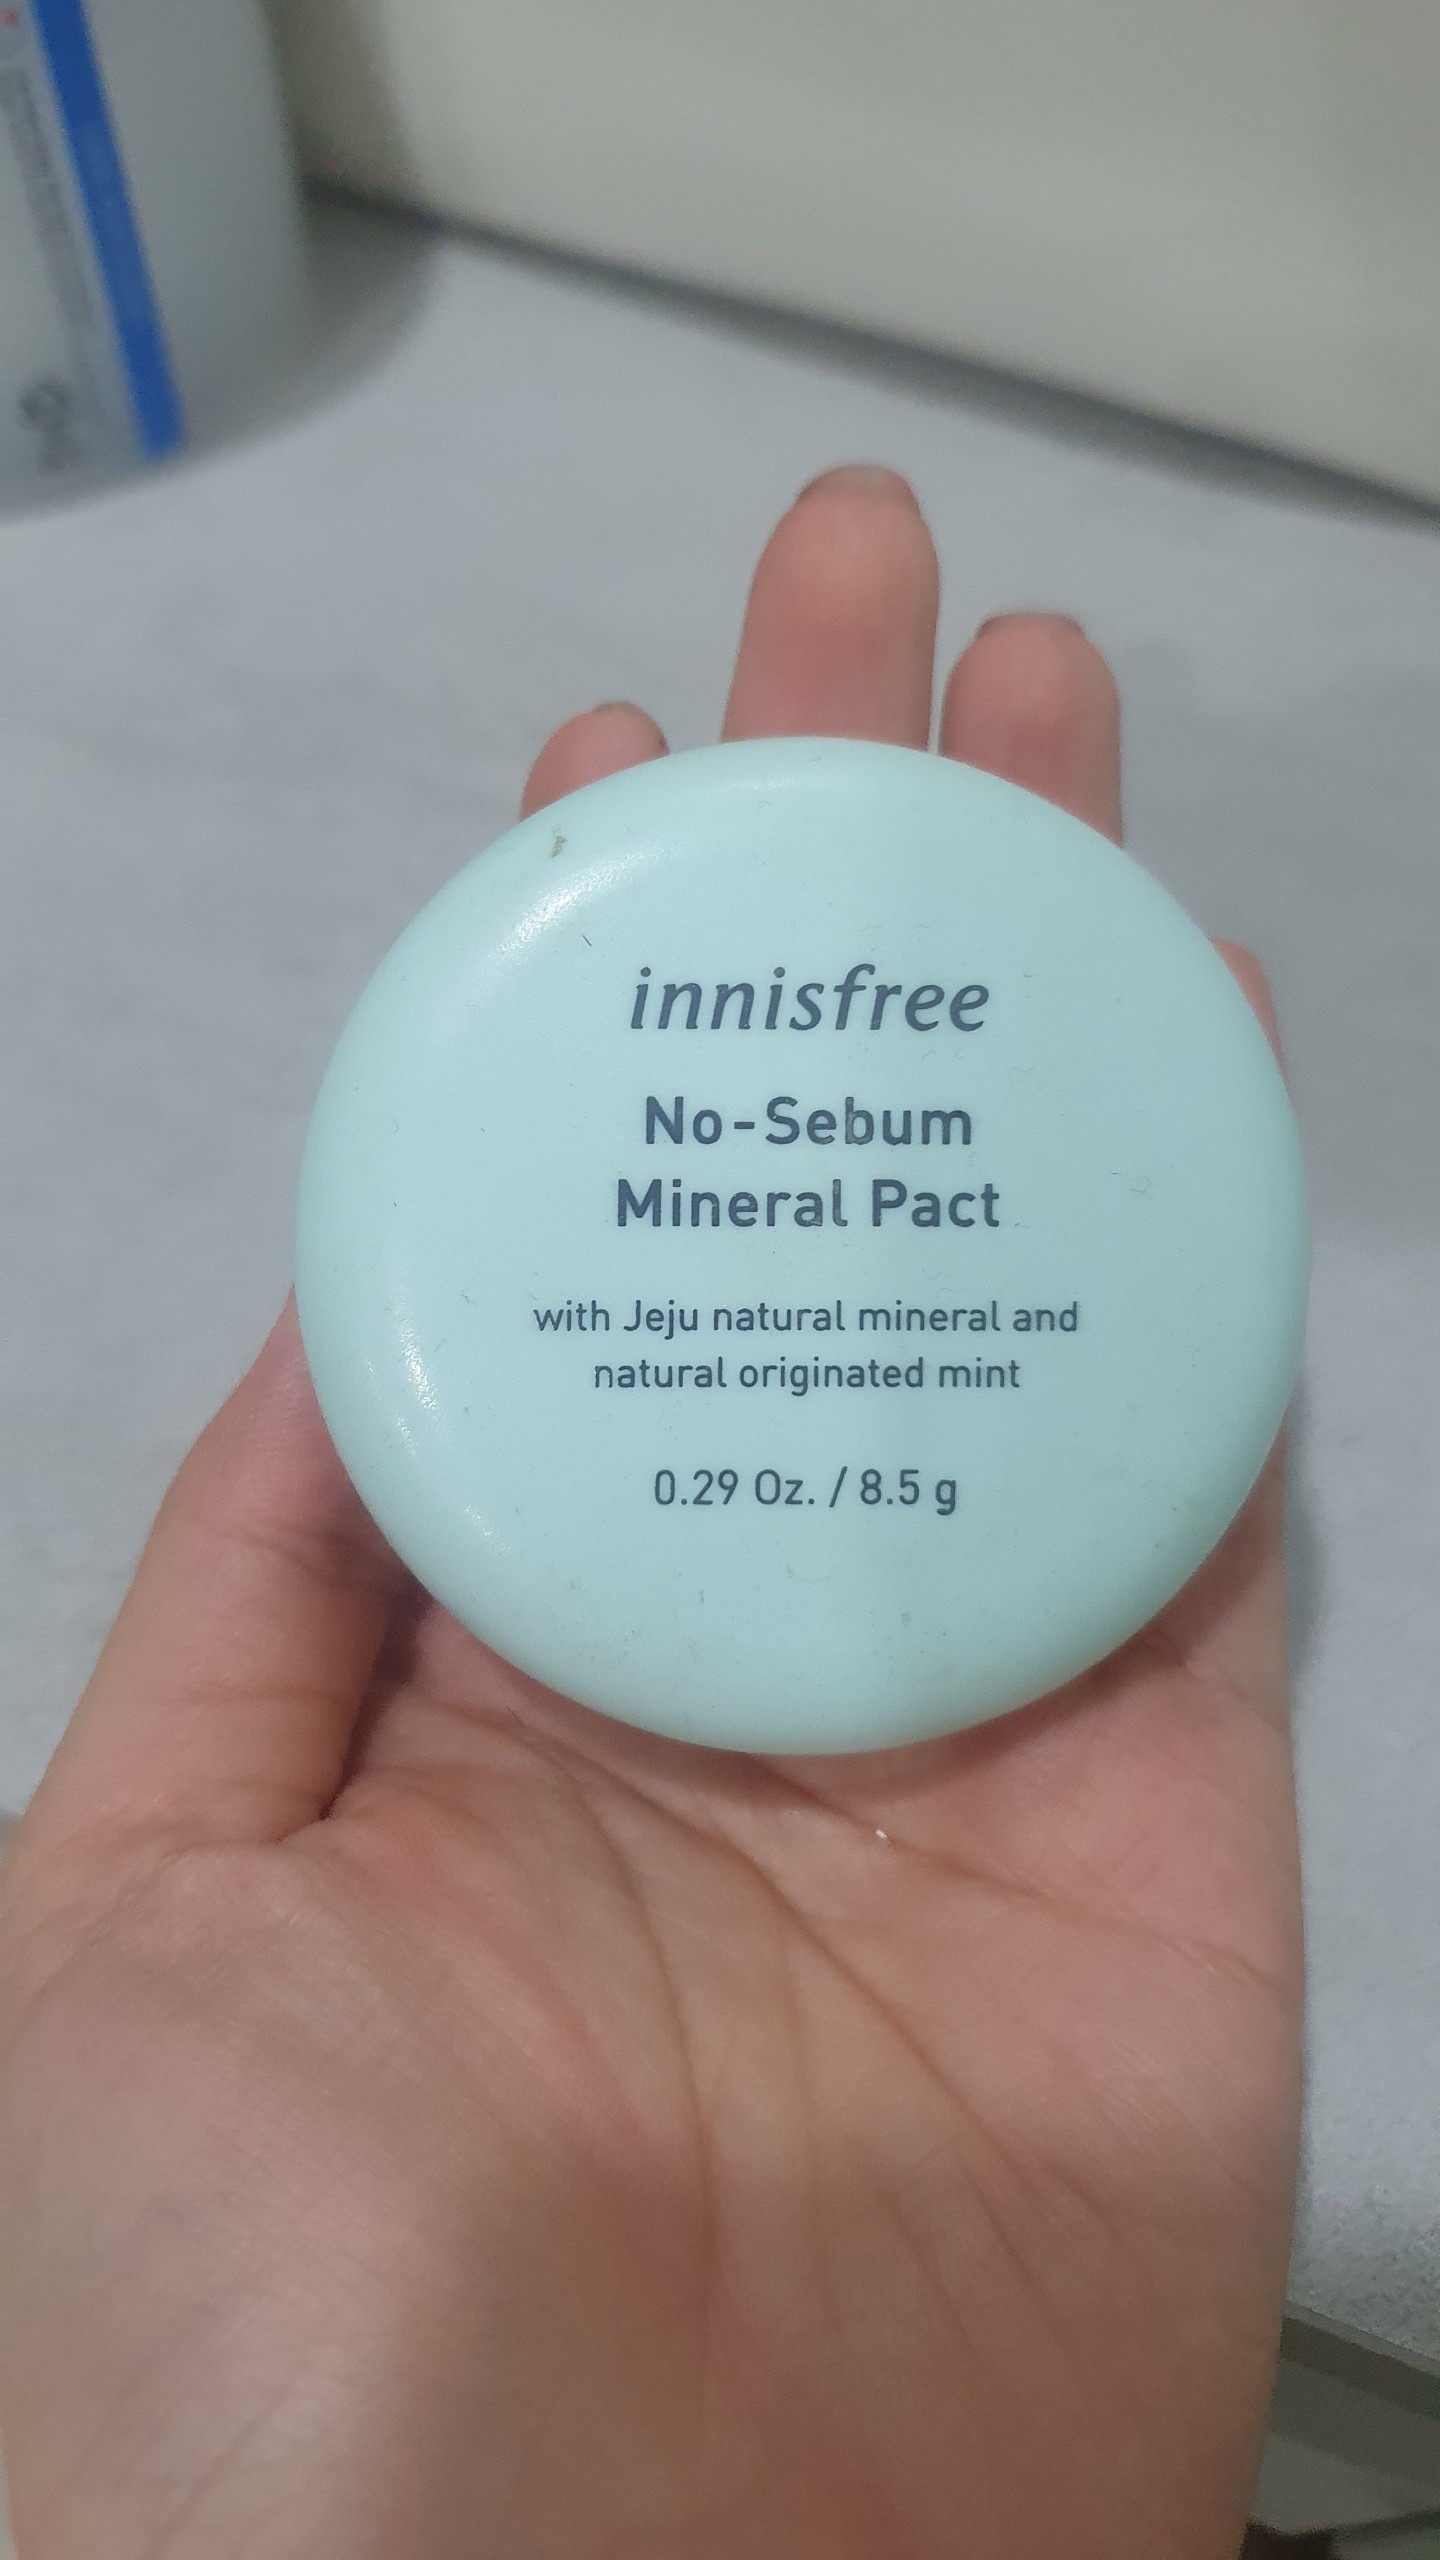 innisfree
No-Sebum
Mineral Pact
with Jeju natural mineral and
natural originated mint
0.29 Oz. / 8.5 g